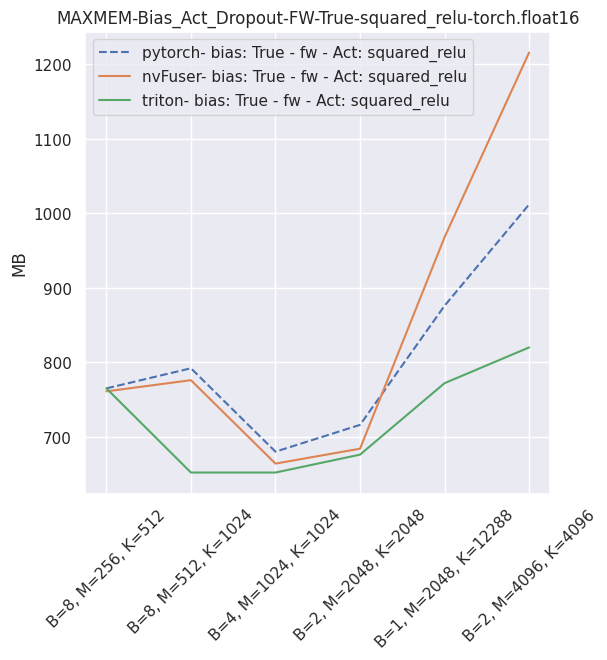 MAXMEM-Bias_Act_Dropout-FW-True-squared_relu-torch.float16
pytorch- bias: True - fw - Act: squared_relu
nvFuser- bias: True - fw - Act: squared_relu
triton- bias: True - fw - Act: squared_relu
1200
1100
1000
900
800
700
MB
B=8, M=256, K=512
B=8, M=512, K=1024
B=4, M=1024, K=1024
B=2, M=2048, K=2048
B=1, M=2048, K=12288
B=2, M=4096, K=4096